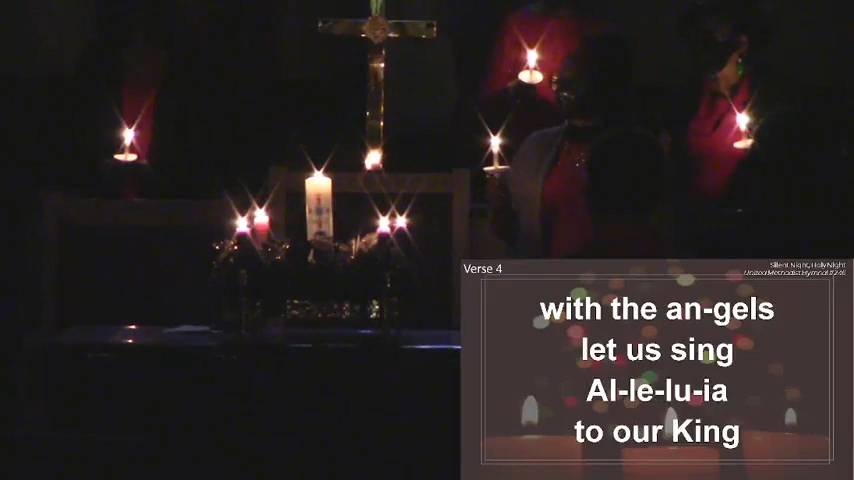 Verse 4
Silent Night, Holy Night
United Methodist Hymnal
with the an-gels
let us sing
Al-le-lu-ia
to our King